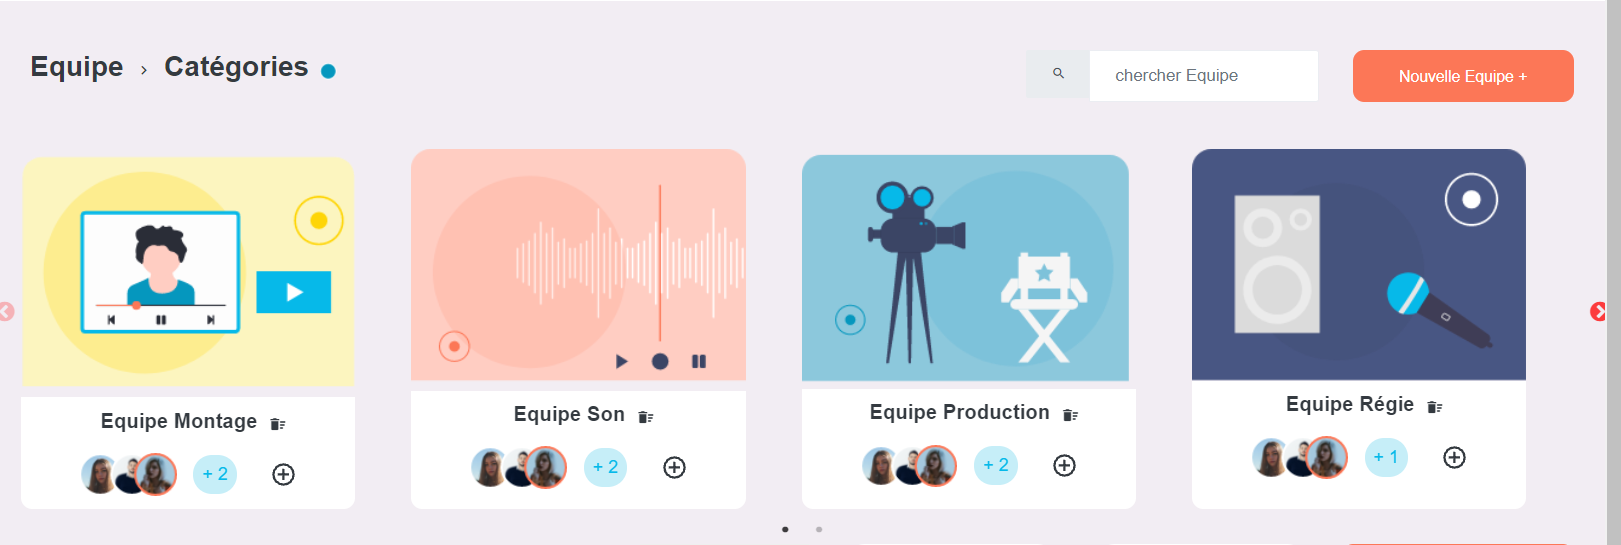 Equipe › Catégories
chercher Equipe
Nouvelle Equipe +
Equipe Montage
+ 2
Equipe Son
+ 2
Equipe Production
+ 2
Equipe Régie
+ 1